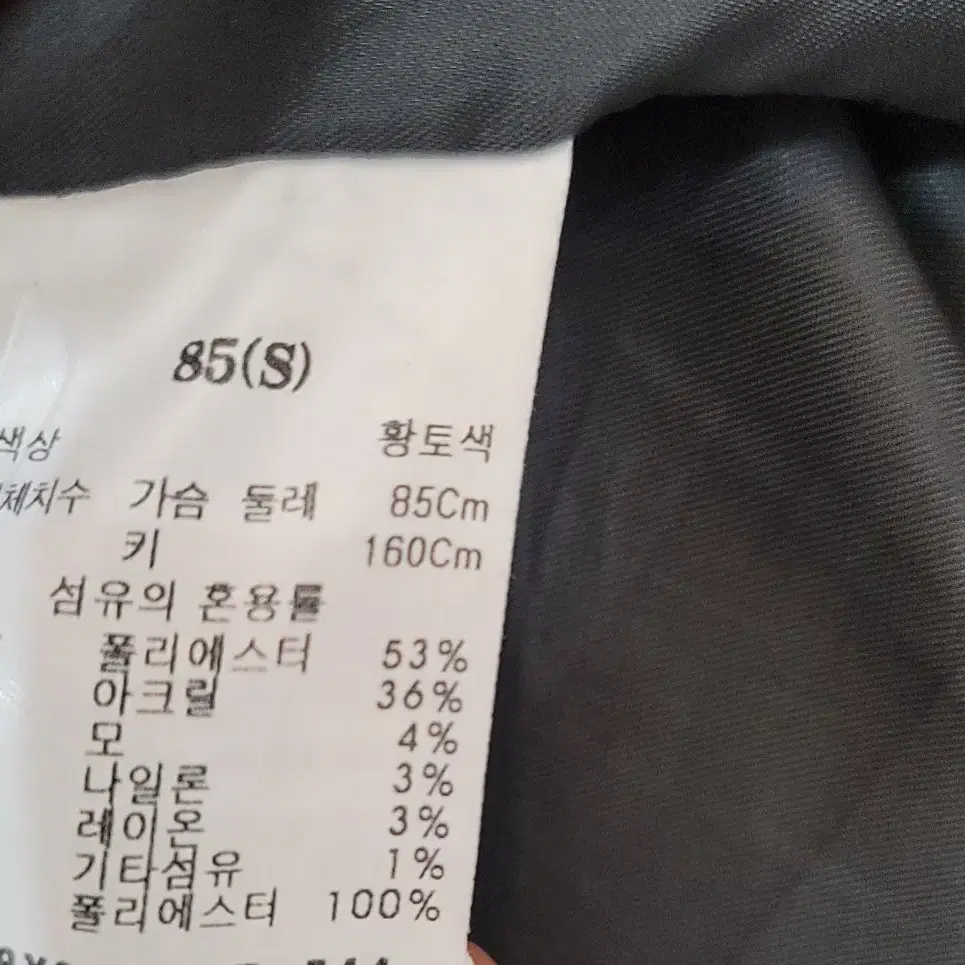 85(S)
색상 황토색
체치수 가슴 둘레 85Cm
키 160Cm
섬유의 혼용률
폴리에스터 53%
아크릴 36%
모 4%
나일론 3%
레이온 3%
기타섬유 1%
폴리에스터 100%